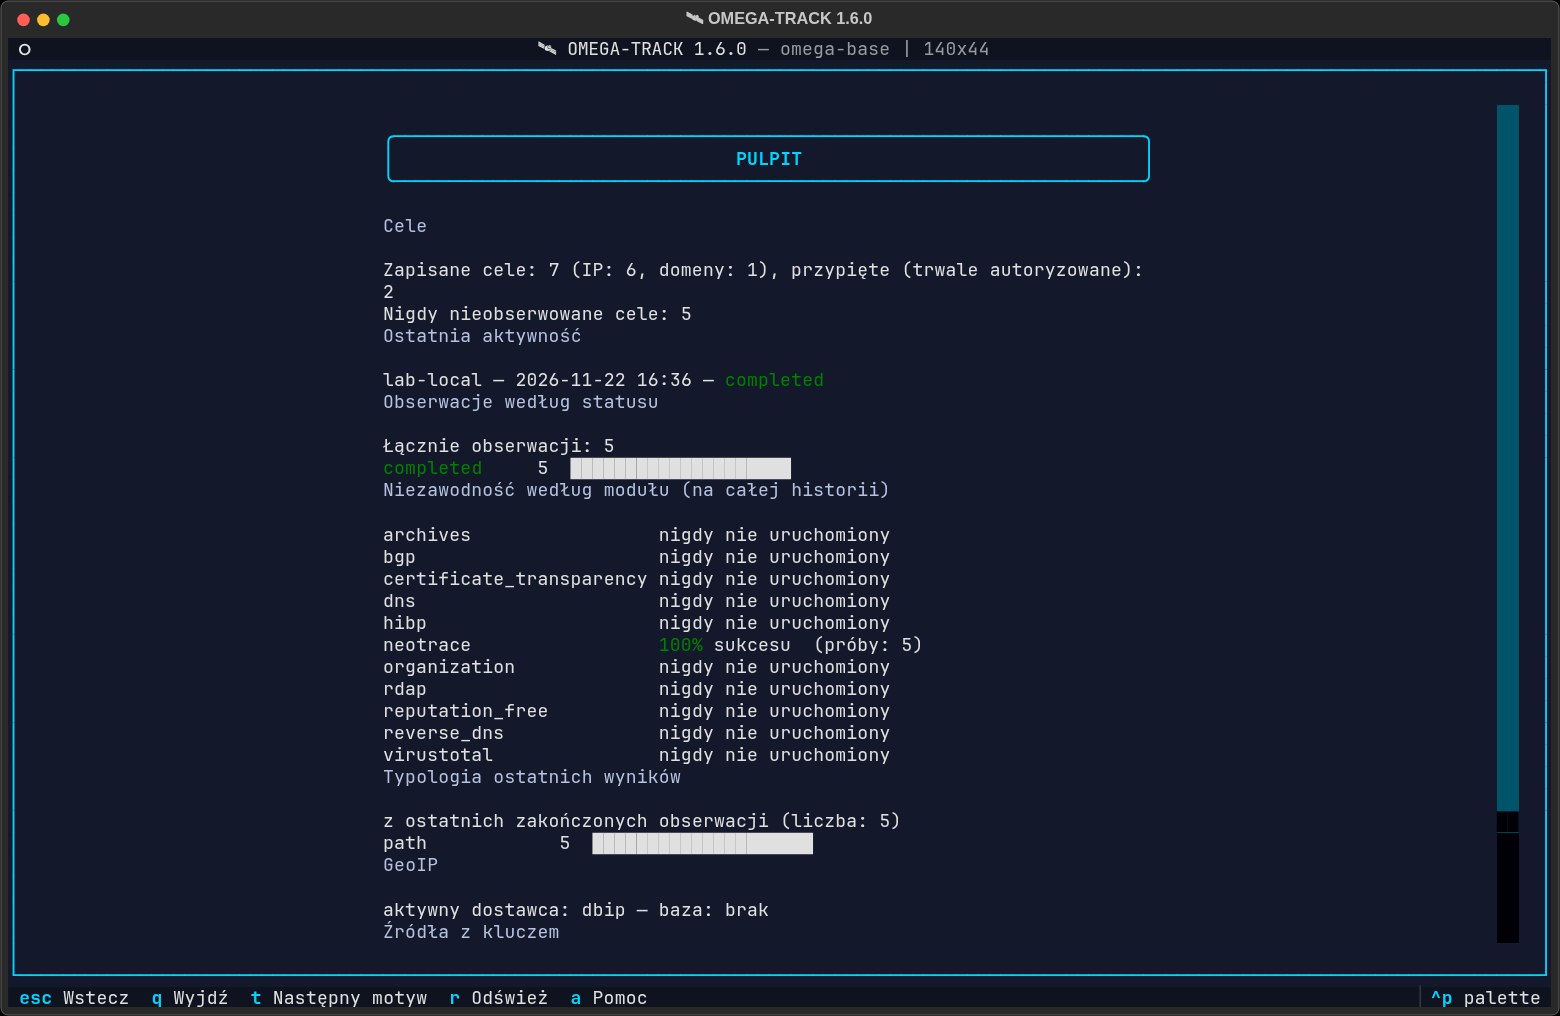 OMEGA-TRACK 1.6.0
OMEGA-TRACK 1.6.0 — omega-base | 140x44
PULPIT
Cele
Zapisane cele: 7 (IP: 6, domeny: 1), przypięte (trwale autoryzowane):
2
Nigdy nieobserwowane cele: 5
Ostatnia aktywność
lab-local — 2026-11-22 16:36 — completed
Obserwacje według statusu
Łącznie obserwacji: 5
completed 5
Niezawodność według modułu (na całej historii)
archives nigdy nie uruchomiony
bgp nigdy nie uruchomiony
certificate_transparency nigdy nie uruchomiony
dns nigdy nie uruchomiony
hibp nigdy nie uruchomiony
neotrace 100% sukcesu (próby: 5)
organization nigdy nie uruchomiony
rdap nigdy nie uruchomiony
reputation_free nigdy nie uruchomiony
reverse_dns nigdy nie uruchomiony
virustotal nigdy nie uruchomiony
Typologia ostatnich wyników
z ostatnich zakończonych obserwacji (liczba: 5)
path 5
GeoIP
aktywny dostawca: dbip — baza: brak
Źródła z kluczem
esc Wstecz q Wyjdź t Następny motyw r Odśwież a Pomoc ^p palette